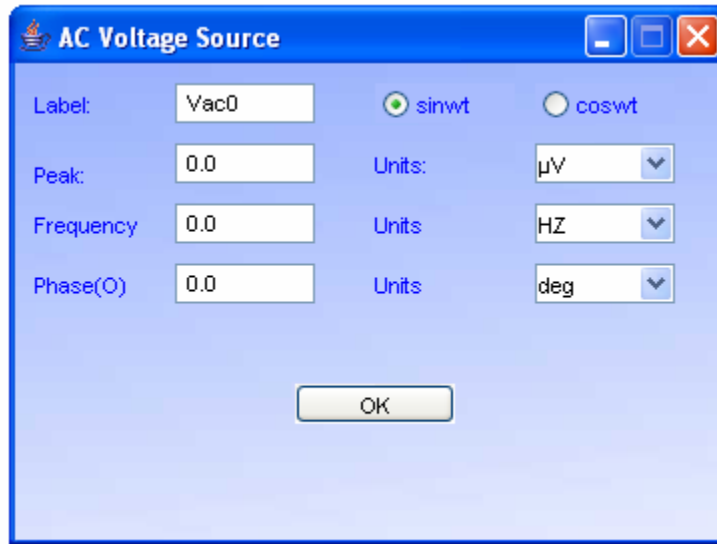 AC Voltage Source
Label: Vac0 sinwt coswt
Peak: 0.0 Units: µV
Frequency 0.0 Units HZ
Phase(O) 0.0 Units deg
OK